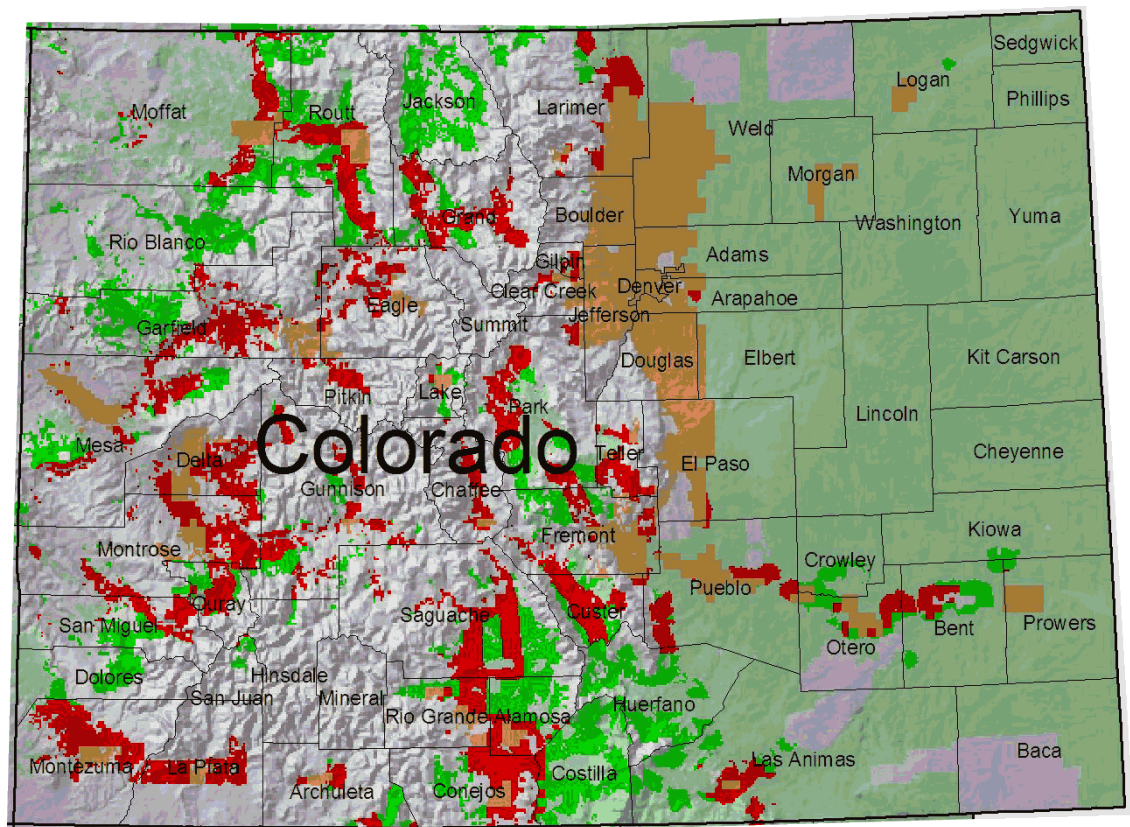 Sedgwick
Logan
Phillips
Moffat
Routt
Jackson
Larimer
Weld
Morgan
Washington
Yuma
Boulder
Grand
Rio Blanco
Adams
Gilpin
Clear Creek
Denver
Arapahoe
Eagle
Garfield
Summit
Jefferson
Douglas
Elbert
Kit Carson
Pitkin
Lake
Park
Lincoln
Mesa
Colorado
Delta
Teller
El Paso
Cheyenne
Gunnison
Chaffee
Fremont
Kiowa
Montrose
Crowley
Pueblo
Ouray
Saguache
Custer
San Miguel
Otero
Bent
Prowers
Dolores
Hinsdale
San Juan
Mineral
Rio Grande
Alamosa
Huerfano
Montezuma
La Plata
Archuleta
Conejos
Costilla
Las Animas
Baca